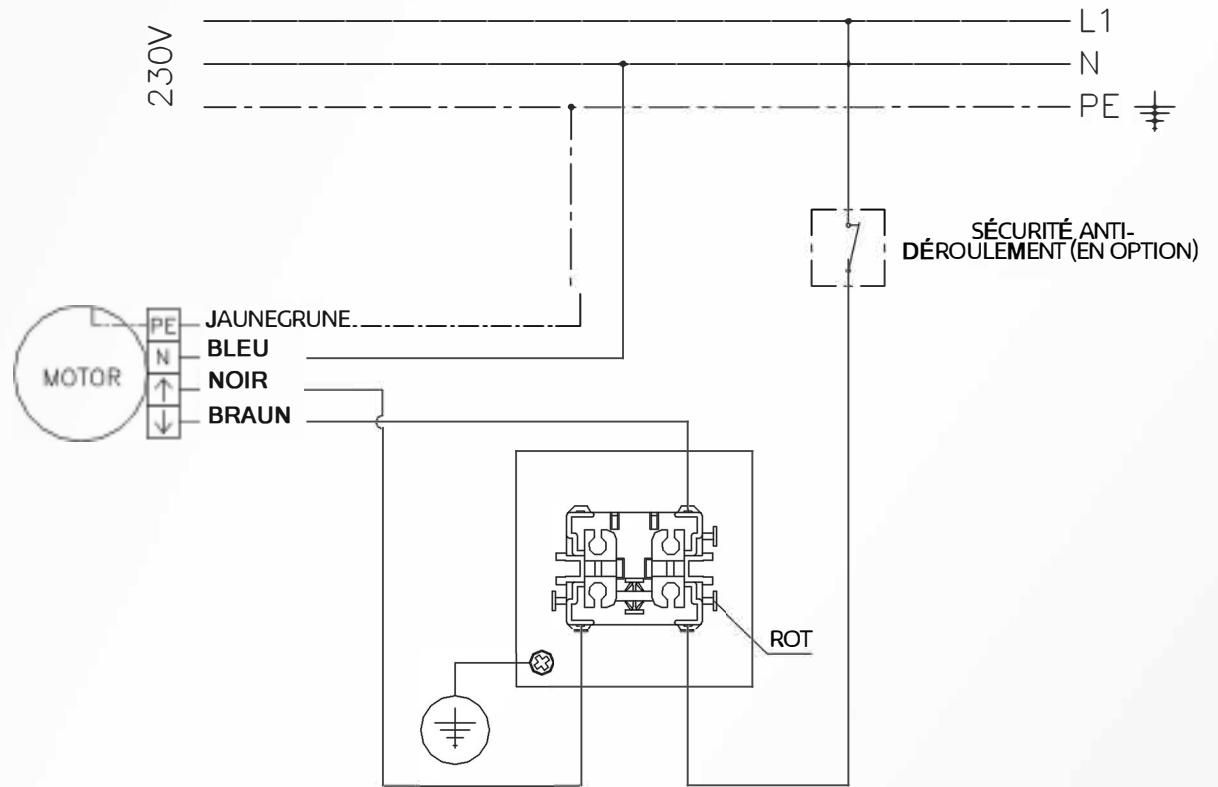 230V
L1
N
PE
SÉCURITÉ ANTI-
DÉROULEMENT (EN OPTION)
MOTOR
PE
JAUNEGRUNE
N
BLEU
↑
NOIR
↓
BRAUN
ROT